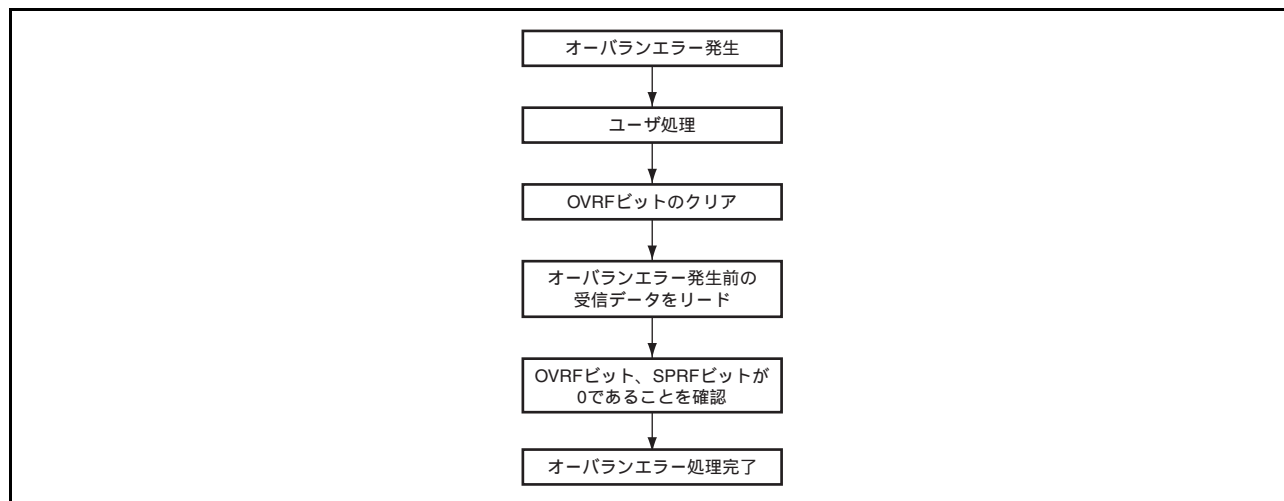 オーバランエラー発生
ユーザ処理
OVRFビットのクリア
オーバランエラー発生前の
受信データをリード
OVRFビット、SPRFビットが
0であることを確認
オーバランエラー処理完了